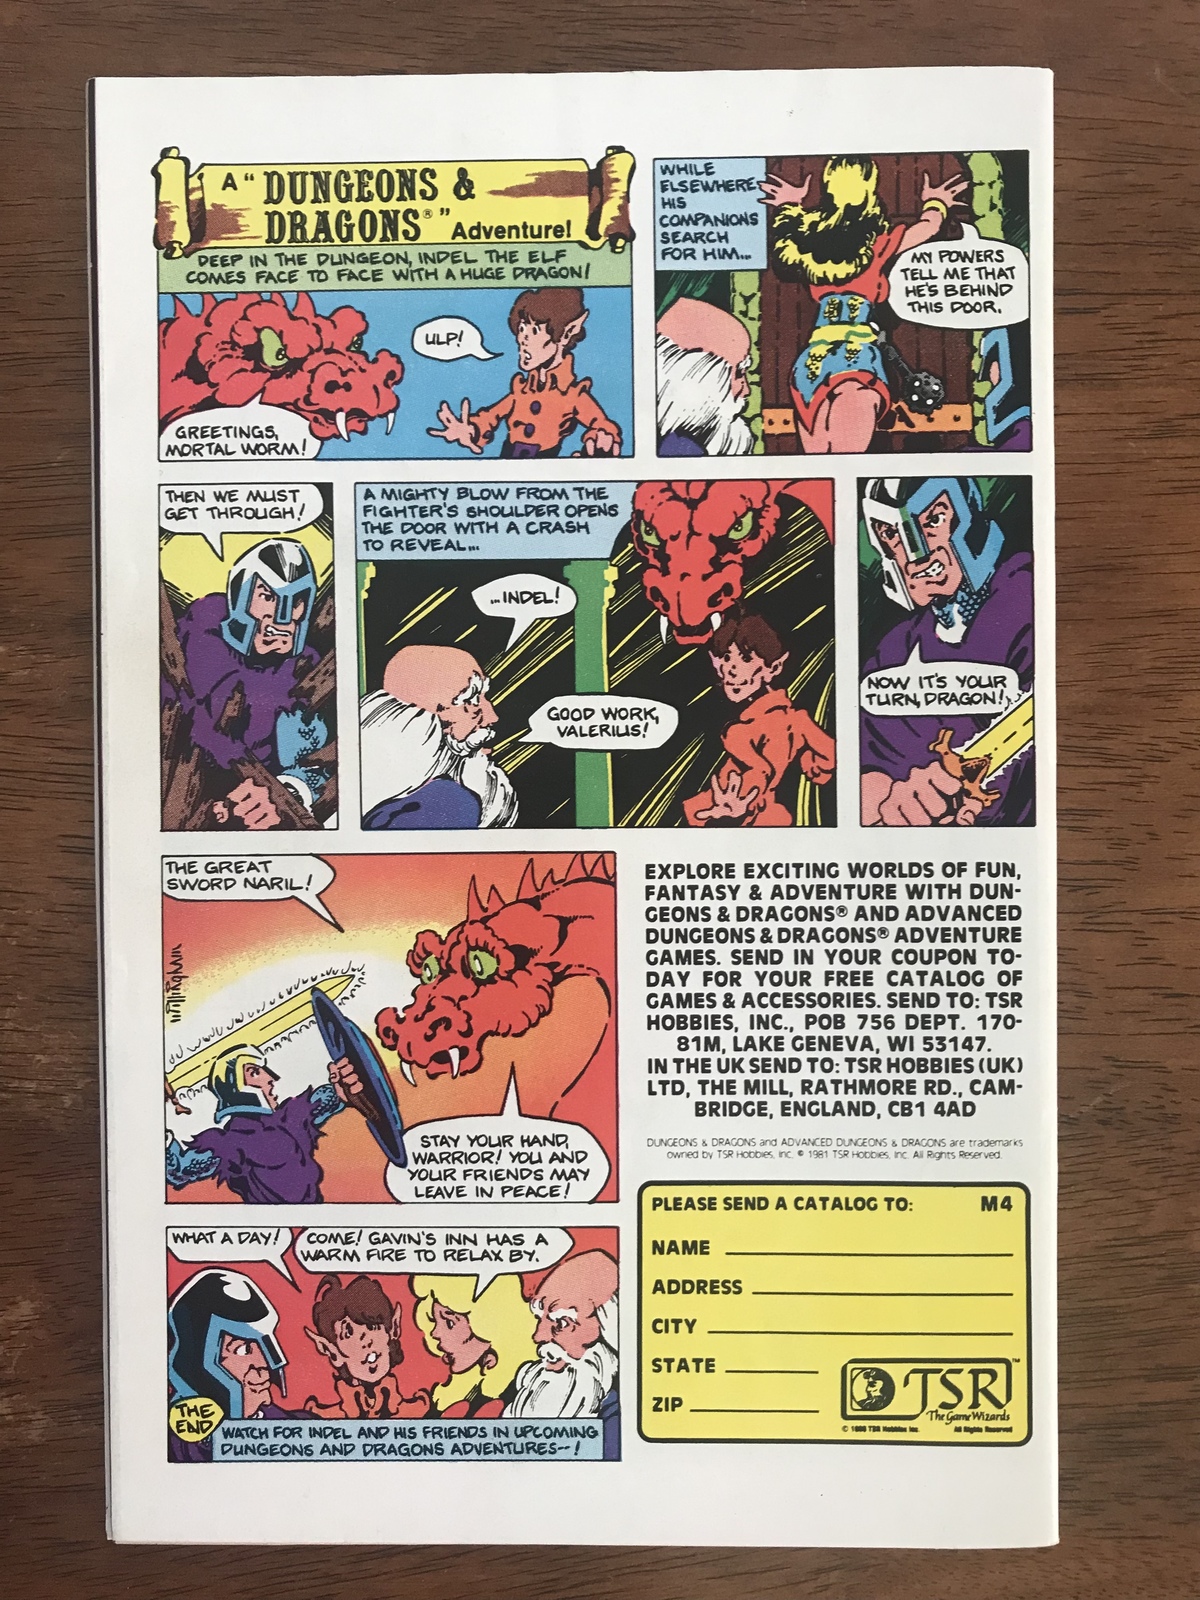 A "DUNGEONS &
DRAGONS®" Adventure!
DEEP IN THE DUNGEON, INDEL THE ELF
COMES FACE TO FACE WITH A HUGE DRAGON!
ULP!
GREETINGS,
MORTAL WORM!
WHILE
ELSEWHERE,
HIS
COMPANIONS
SEARCH
FOR HIM...
MY POWERS
TELL ME THAT
HE'S BEHIND
THIS DOOR.
THEN WE MUST
GET THROUGH!
A MIGHTY BLOW FROM THE
FIGHTER'S SHOULDER OPENS
THE DOOR WITH A CRASH
TO REVEAL...
...INDEL!
GOOD WORK,
VALERIUS!
NOW IT'S YOUR
TURN, DRAGON!
THE GREAT
SWORD NARIL!
STAY YOUR HAND,
WARRIOR! YOU AND
YOUR FRIENDS MAY
LEAVE IN PEACE!
WHAT A DAY!
COME! GAVIN'S INN HAS A
WARM FIRE TO RELAX BY.
THE
END
WATCH FOR INDEL AND HIS FRIENDS IN UPCOMING
DUNGEONS AND DRAGONS ADVENTURES--!
EXPLORE EXCITING WORLDS OF FUN,
FANTASY & ADVENTURE WITH DUN-
GEONS & DRAGONS® AND ADVANCED
DUNGEONS & DRAGONS® ADVENTURE
GAMES. SEND IN YOUR COUPON TO-
DAY FOR YOUR FREE CATALOG OF
GAMES & ACCESSORIES. SEND TO: TSR
HOBBIES, INC., POB 756 DEPT. 170-
81M, LAKE GENEVA, WI 53147.
IN THE UK SEND TO: TSR HOBBIES (UK)
LTD, THE MILL, RATHMORE RD., CAM-
BRIDGE, ENGLAND, CB1 4AD
DUNGEONS & DRAGONS and ADVANCED DUNGEONS & DRAGONS are trademarks
owned by TSR Hobbies, Inc. © 1981 TSR Hobbies, Inc. All Rights Reserved.
PLEASE SEND A CATALOG TO: M4
NAME
ADDRESS
CITY
STATE
ZIP
TSR™
The Game Wizards
© 1980 TSR Hobbies Inc. All Rights Reserved